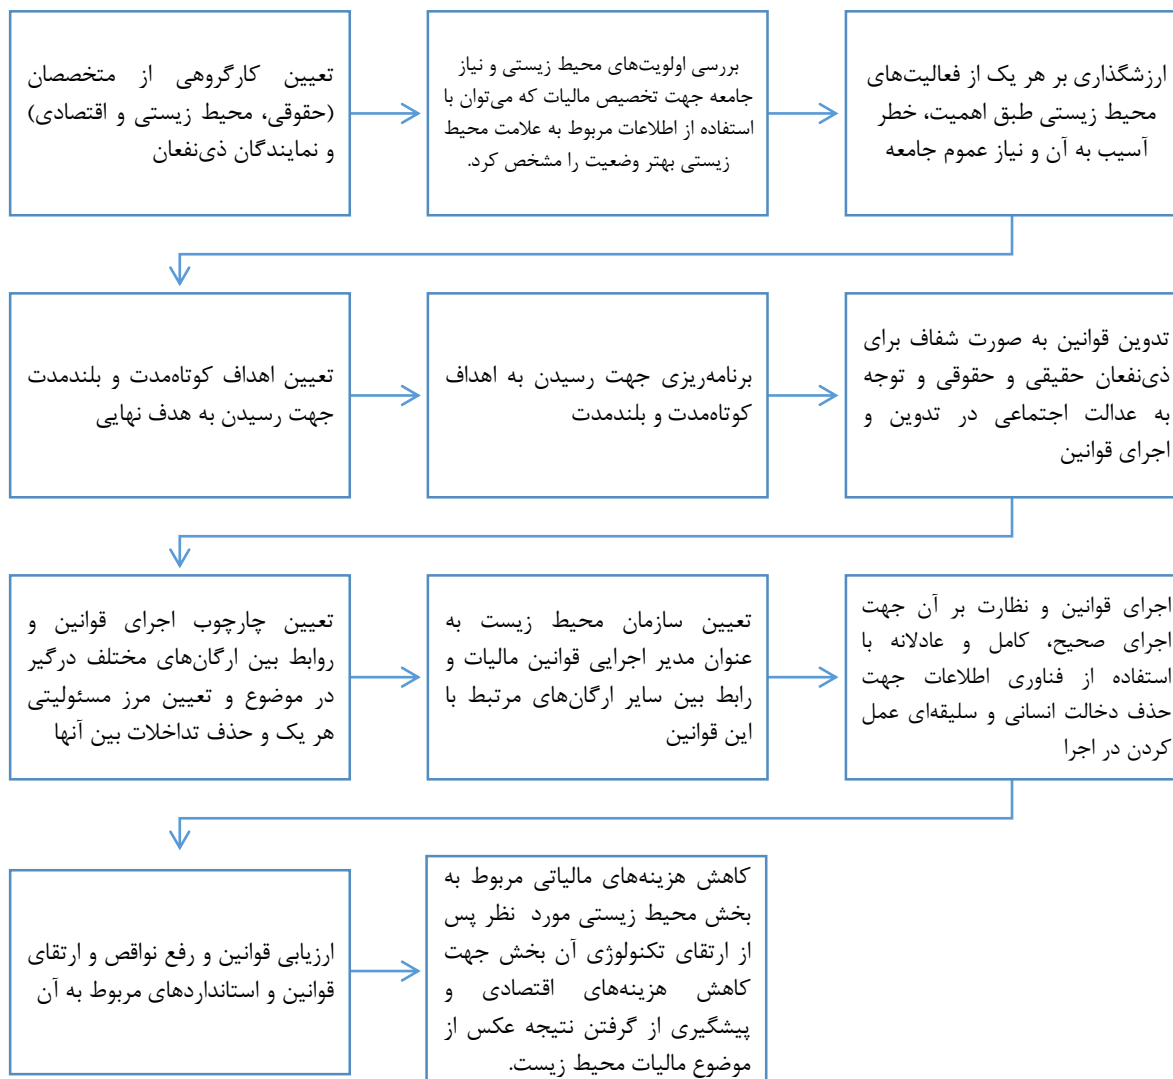 تعیین کارگروهی از متخصصان
(حقوقی، محیط زیستی و اقتصادی)
و نمایندگان ذی‌نفعان
بررسی اولویت‌های محیط زیستی و نیاز
جامعه جهت تخصیص مالیات که می‌توان با
استفاده از اطلاعات مربوط به علامت محیط
زیستی بهتر وضعیت را مشخص کرد.
ارزشگذاری بر هر یک از فعالیت‌های
محیط زیستی طبق اهمیت، خطر
آسیب به آن و نیاز عموم جامعه
تعیین اهداف کوتاه‌مدت و بلندمدت
جهت رسیدن به هدف نهایی
برنامه‌ریزی جهت رسیدن به اهداف
کوتاه‌مدت و بلندمدت
تدوین قوانین به صورت شفاف برای
ذی‌نفعان حقیقی و حقوقی و توجه
به عدالت اجتماعی در تدوین و
اجرای قوانین
تعیین چارچوب اجرای قوانین و
روابط بین ارگان‌های مختلف درگیر
در موضوع و تعیین مرز مسئولیتی
هر یک و حذف تداخلات بین آنها
تعیین سازمان محیط زیست به
عنوان مدیر اجرایی قوانین مالیات و
رابط بین سایر ارگان‌های مرتبط با
این قوانین
اجرای قوانین و نظارت بر آن جهت
اجرای صحیح، کامل و عادلانه با
استفاده از فناوری اطلاعات جهت
حذف دخالت انسانی و سلیقه‌ای عمل
کردن در اجرا
ارزیابی قوانین و رفع نواقص و ارتقای
قوانین و استانداردهای مربوط به آن
کاهش هزینه‌های مالیاتی مربوط به
بخش محیط زیستی مورد نظر پس
از ارتقای تکنولوژی آن بخش جهت
کاهش هزینه‌های اقتصادی و
پیشگیری از گرفتن نتیجه عکس از
موضوع مالیات محیط زیست.